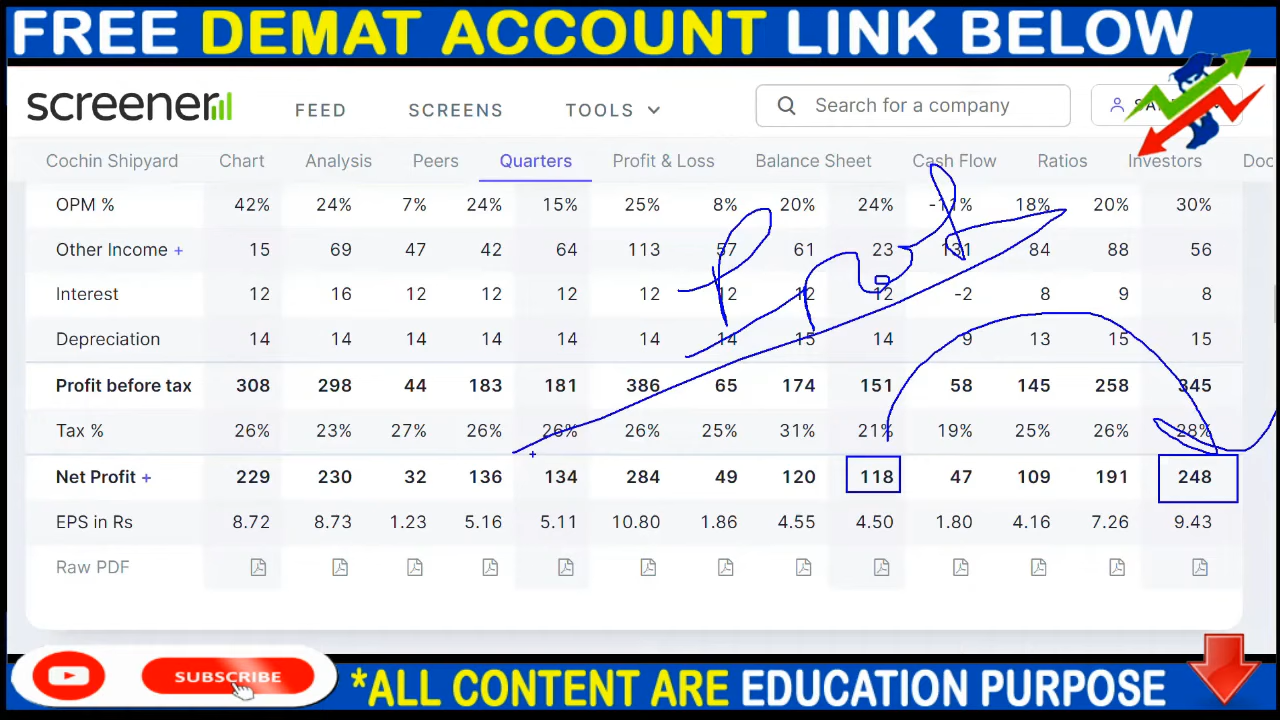 FREE DEMAT ACCOUNT LINK BELOW
screener FEED SCREENS TOOLS Search for a company
Cochin Shipyard Chart Analysis Peers Quarters Profit & Loss Balance Sheet Cash Flow Ratios Investors Doc
OPM % 42% 24% 7% 24% 15% 25% 8% 20% 24% -11% 18% 20% 30%
Other Income + 15 69 47 42 64 113 57 61 23 131 84 88 56
Interest 12 16 12 12 12 12 12 12 12 -2 8 9 8
Depreciation 14 14 14 14 14 14 14 15 14 9 13 15 15
Profit before tax 308 298 44 183 181 386 65 174 151 58 145 258 345
Tax % 26% 23% 27% 26% 26% 26% 25% 31% 21% 19% 25% 26% 28%
Net Profit + 229 230 32 136 134 284 49 120 118 47 109 191 248
EPS in Rs 8.72 8.73 1.23 5.16 5.11 10.80 1.86 4.55 4.50 1.80 4.16 7.26 9.43
Raw PDF
SUBSCRIBE
*ALL CONTENT ARE EDUCATION PURPOSE